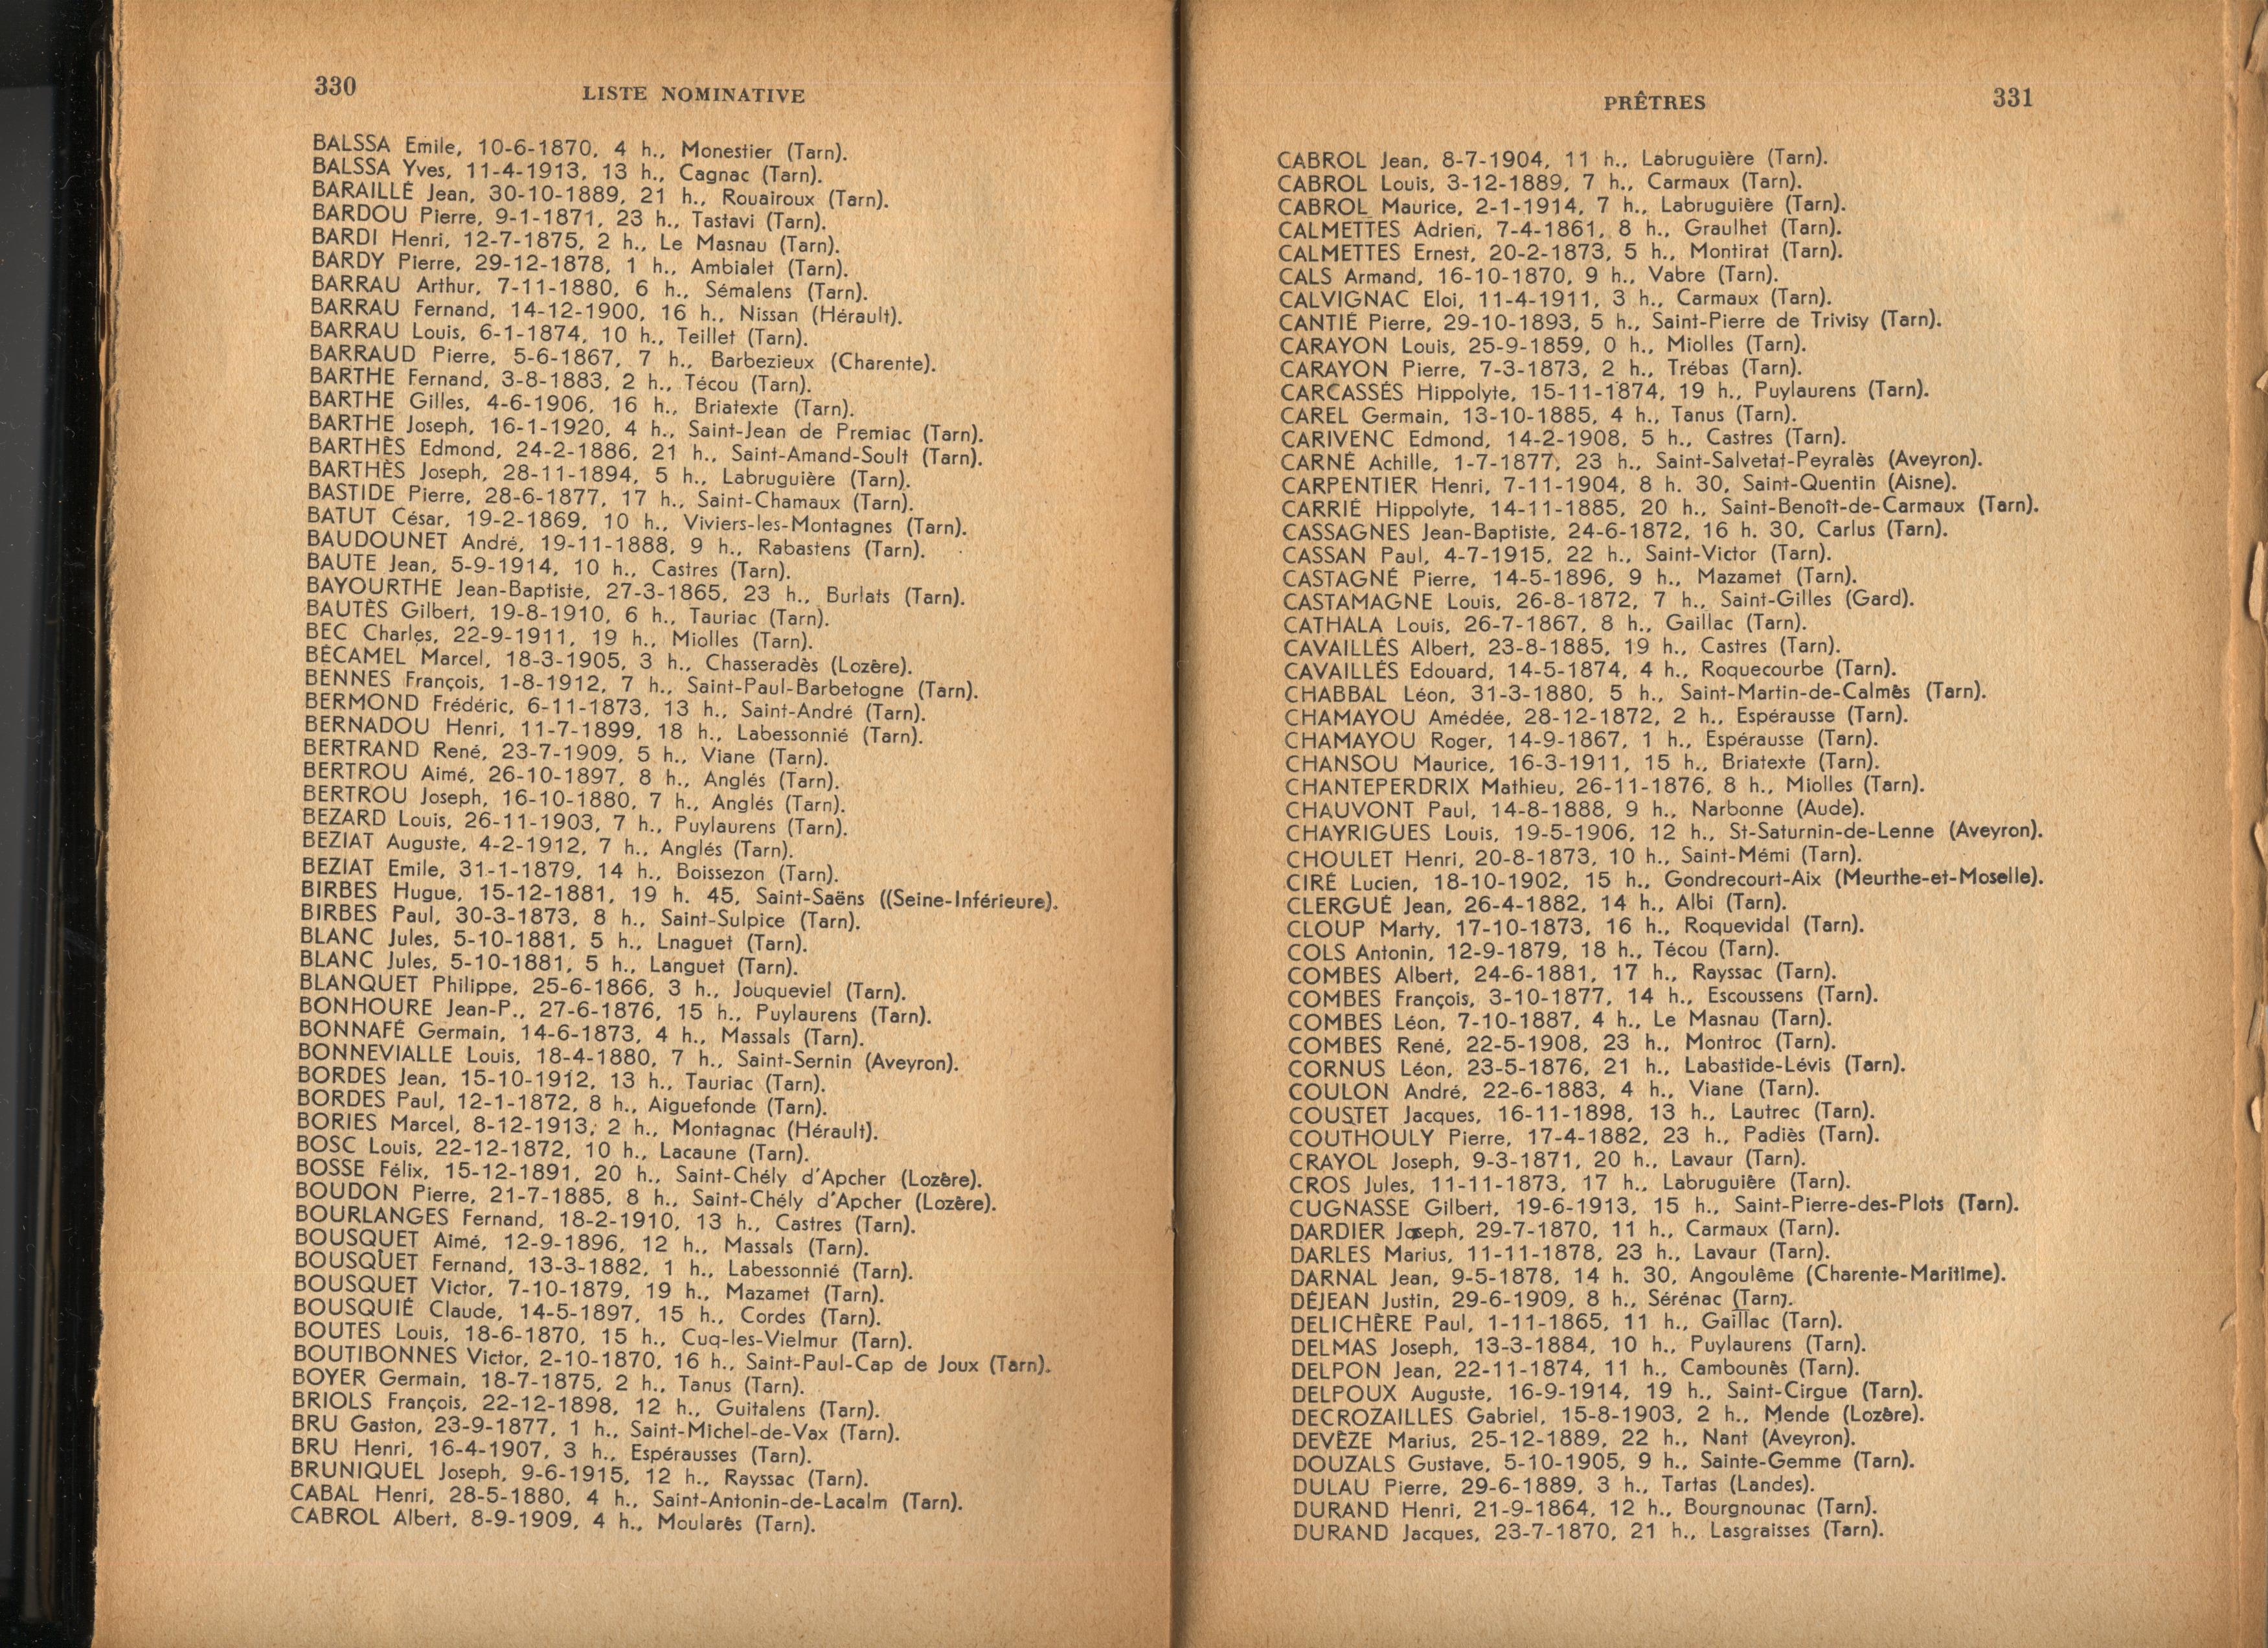 330
LISTE NOMINATIVE
BALSSA Emile, 10-6-1870, 4 h., Monestier (Tarn).
BALSSA Yves, 11-4-1913, 13 h., Cagnac (Tarn).
BARAILLÉ Jean, 30-10-1889, 21 h., Rouairoux (Tarn).
BARDOU Pierre, 9-1-1871, 23 h., Tastavi (Tarn).
BARDI Henri, 12-7-1875, 2 h., Le Masnau (Tarn).
BARDY Pierre, 29-12-1878, 1 h., Ambialet (Tarn).
BARRAU Arthur, 7-11-1880, 6 h., Sémalens (Tarn).
BARRAU Fernand, 14-12-1900, 16 h., Nissan (Hérault).
BARRAU Louis, 6-1-1874, 10 h., Teillet (Tarn).
BARRAUD Pierre, 5-6-1867, 7 h., Barbezieux (Charente).
BARTHE Fernand, 3-8-1883, 2 h., Técou (Tarn).
BARTHE Gilles, 4-6-1906, 16 h., Briatexte (Tarn).
BARTHE Joseph, 16-1-1920, 4 h., Saint-Jean de Premiac (Tarn).
BARTHÈS Edmond, 24-2-1886, 21 h., Saint-Amand-Soult (Tarn).
BARTHÈS Joseph, 28-11-1894, 5 h., Labruguière (Tarn).
BASTIDE Pierre, 28-6-1877, 17 h., Saint-Chamaux (Tarn).
BATUT César, 19-2-1869, 10 h., Viviers-les-Montagnes (Tarn).
BAUDOUNET André, 19-11-1888, 9 h., Rabastens (Tarn).
BAUTE Jean, 5-9-1914, 10 h., Castres (Tarn).
BAYOURTHE Jean-Baptiste, 27-3-1865, 23 h., Burlats (Tarn).
BAUTÈS Gilbert, 19-8-1910, 6 h., Tauriac (Tarn).
BEC Charles, 22-9-1911, 19 h., Miolles (Tarn).
BÉCAMEL Marcel, 18-3-1905, 3 h., Chasseradès (Lozère).
BENNES François, 1-8-1912, 7 h., Saint-Paul-Barbetogne (Tarn).
BERMOND Frédéric, 6-11-1873, 13 h., Saint-André (Tarn).
BERNADOU Henri, 11-7-1899, 18 h., Labessonnié (Tarn).
BERTRAND René, 23-7-1909, 5 h., Viane (Tarn).
BERTROU Aimé, 26-10-1897, 8 h., Anglés (Tarn).
BERTROU Joseph, 16-10-1880, 7 h., Anglés (Tarn).
BEZARD Louis, 26-11-1903, 7 h., Puylaurens (Tarn).
BEZIAT Auguste, 4-2-1912, 7 h., Anglés (Tarn).
BEZIAT Emile, 31-1-1879, 14 h., Boissezon (Tarn).
BIRBES Hugue, 15-12-1881, 19 h. 45, Saint-Saëns ((Seine-Inférieure).
BIRBES Paul, 30-3-1873, 8 h., Saint-Sulpice (Tarn).
BLANC Jules, 5-10-1881, 5 h., Lnaguet (Tarn).
BLANC Jules, 5-10-1881, 5 h., Languet (Tarn).
BLANQUET Philippe, 25-6-1866, 3 h., Jouqueviel (Tarn).
BONHOURE Jean-P., 27-6-1876, 15 h., Puylaurens (Tarn).
BONNAFÉ Germain, 14-6-1873, 4 h., Massals (Tarn).
BONNEVIALLE Louis, 18-4-1880, 7 h., Saint-Sernin (Aveyron).
BORDES Jean, 15-10-1912, 13 h., Tauriac (Tarn).
BORDES Paul, 12-1-1872, 8 h., Aiguefonde (Tarn).
BORIES Marcel, 8-12-1913, 2 h., Montagnac (Hérault).
BOSC Louis, 22-12-1872, 10 h., Lacaune (Tarn).
BOSSE Félix, 15-12-1891, 20 h., Saint-Chély d'Apcher (Lozère).
BOUDON Pierre, 21-7-1885, 8 h., Saint-Chély d'Apcher (Lozère).
BOURLANGES Fernand, 18-2-1910, 13 h., Castres (Tarn).
BOUSQUET Aimé, 12-9-1896, 12 h., Massals (Tarn).
BOUSQUET Fernand, 13-3-1882, 1 h., Labessonnié (Tarn).
BOUSQUET Victor, 7-10-1879, 19 h., Mazamet (Tarn).
BOUSQUIÉ Claude, 14-5-1897, 15 h., Cordes (Tarn).
BOUTES Louis, 18-6-1870, 15 h., Cuq-les-Vielmur (Tarn).
BOUTIBONNES Victor, 2-10-1870, 16 h., Saint-Paul-Cap de Joux (Tarn).
BOYER Germain, 18-7-1875, 2 h., Tanus (Tarn).
BRIOLS François, 22-12-1898, 12 h., Guitalens (Tarn).
BRU Gaston, 23-9-1877, 1 h., Saint-Michel-de-Vax (Tarn).
BRU Henri, 16-4-1907, 3 h., Espérausses (Tarn).
BRUNIQUEL Joseph, 9-6-1915, 12 h., Rayssac (Tarn).
CABAL Henri, 28-5-1880, 4 h., Saint-Antonin-de-Lacalm (Tarn).
CABROL Albert, 8-9-1909, 4 h., Moularès (Tarn).
PRÊTRES
331
CABROL Jean, 8-7-1904, 11 h., Labruguière (Tarn).
CABROL Louis, 3-12-1889, 7 h., Carmaux (Tarn).
CABROL Maurice, 2-1-1914, 7 h., Labruguière (Tarn).
CALMETTES Adrien, 7-4-1861, 8 h., Graulhet (Tarn).
CALMETTES Ernest, 20-2-1873, 5 h., Montirat (Tarn).
CALS Armand, 16-10-1870, 9 h., Vabre (Tarn).
CALVIGNAC Eloi, 11-4-1911, 3 h., Carmaux (Tarn).
CANTIÉ Pierre, 29-10-1893, 5 h., Saint-Pierre de Trivisy (Tarn).
CARAYON Louis, 25-9-1859, 0 h., Miolles (Tarn).
CARAYON Pierre, 7-3-1873, 2 h., Trébas (Tarn).
CARCASSÉS Hippolyte, 15-11-1874, 19 h., Puylaurens (Tarn).
CAREL Germain, 13-10-1885, 4 h., Tanus (Tarn).
CARIVENC Edmond, 14-2-1908, 5 h., Castres (Tarn).
CARNÉ Achille, 1-7-1877, 23 h., Saint-Salvetat-Peyralès (Aveyron).
CARPENTIER Henri, 7-11-1904, 8 h. 30, Saint-Quentin (Aisne).
CARRIÉ Hippolyte, 14-11-1885, 20 h., Saint-Benoît-de-Carmaux (Tarn).
CASSAGNES Jean-Baptiste, 24-6-1872, 16 h. 30, Carlus (Tarn).
CASSAN Paul, 4-7-1915, 22 h., Saint-Victor (Tarn).
CASTAGNÉ Pierre, 14-5-1896, 9 h., Mazamet (Tarn).
CASTAMAGNE Louis, 26-8-1872, 7 h., Saint-Gilles (Gard).
CATHALA Louis, 26-7-1867, 8 h., Gaillac (Tarn).
CAVAILLÈS Albert, 23-8-1885, 19 h., Castres (Tarn).
CAVAILLÉS Edouard, 14-5-1874, 4 h., Roquecourbe (Tarn).
CHABBAL Léon, 31-3-1880, 5 h., Saint-Martin-de-Calmès (Tarn).
CHAMAYOU Amédée, 28-12-1872, 2 h., Espérausse (Tarn).
CHAMAYOU Roger, 14-9-1867, 1 h., Espérausse (Tarn).
CHANSOU Maurice, 16-3-1911, 15 h., Briatexte (Tarn).
CHANTEPERDRIX Mathieu, 26-11-1876, 8 h., Miolles (Tarn).
CHAUVONT Paul, 14-8-1888, 9 h., Narbonne (Aude).
CHAYRIGUES Louis, 19-5-1906, 12 h., St-Saturnin-de-Lenne (Aveyron).
CHOULET Henri, 20-8-1873, 10 h., Saint-Mémi (Tarn).
CIRÉ Lucien, 18-10-1902, 15 h., Gondrecourt-Aix (Meurthe-et-Moselle).
CLERGUÉ Jean, 26-4-1882, 14 h., Albi (Tarn).
CLOUP Marty, 17-10-1873, 16 h., Roquevidal (Tarn).
COLS Antonin, 12-9-1879, 18 h., Técou (Tarn).
COMBES Albert, 24-6-1881, 17 h., Rayssac (Tarn).
COMBES François, 3-10-1877, 14 h., Escoussens (Tarn).
COMBES Léon, 7-10-1887, 4 h., Le Masnau (Tarn).
COMBES René, 22-5-1908, 23 h., Montroc (Tarn).
CORNUS Léon, 23-5-1876, 21 h., Labastide-Lévis (Tarn).
COULON André, 22-6-1883, 4 h., Viane (Tarn).
COUSTET Jacques, 16-11-1898, 13 h., Lautrec (Tarn).
COUTHOULY Pierre, 17-4-1882, 23 h., Padiès (Tarn).
CRAYOL Joseph, 9-3-1871, 20 h., Lavaur (Tarn).
CROS Jules, 11-11-1873, 17 h., Labruguière (Tarn).
CUGNASSE Gilbert, 19-6-1913, 15 h., Saint-Pierre-des-Plots (Tarn).
DARDIER Joseph, 29-7-1870, 11 h., Carmaux (Tarn).
DARLES Marius, 11-11-1878, 23 h., Lavaur (Tarn).
DARNAL Jean, 9-5-1878, 14 h. 30, Angoulême (Charente-Maritime).
DÉJEAN Justin, 29-6-1909, 8 h., Sérénac (Tarn).
DELICHÈRE Paul, 1-11-1865, 11 h., Gaillac (Tarn).
DELMAS Joseph, 13-3-1884, 10 h., Puylaurens (Tarn).
DELPON Jean, 22-11-1874, 11 h., Cambounès (Tarn).
DELPOUX Auguste, 16-9-1914, 19 h., Saint-Cirgue (Tarn).
DECROZAILLES Gabriel, 15-8-1903, 2 h., Mende (Lozère).
DEVÈZE Marius, 25-12-1889, 22 h., Nant (Aveyron).
DOUZALS Gustave, 5-10-1905, 9 h., Sainte-Gemme (Tarn).
DULAU Pierre, 29-6-1889, 3 h., Tartas (Landes).
DURAND Henri, 21-9-1864, 12 h., Bourgnounac (Tarn).
DURAND Jacques, 23-7-1870, 21 h., Lasgraisses (Tarn).